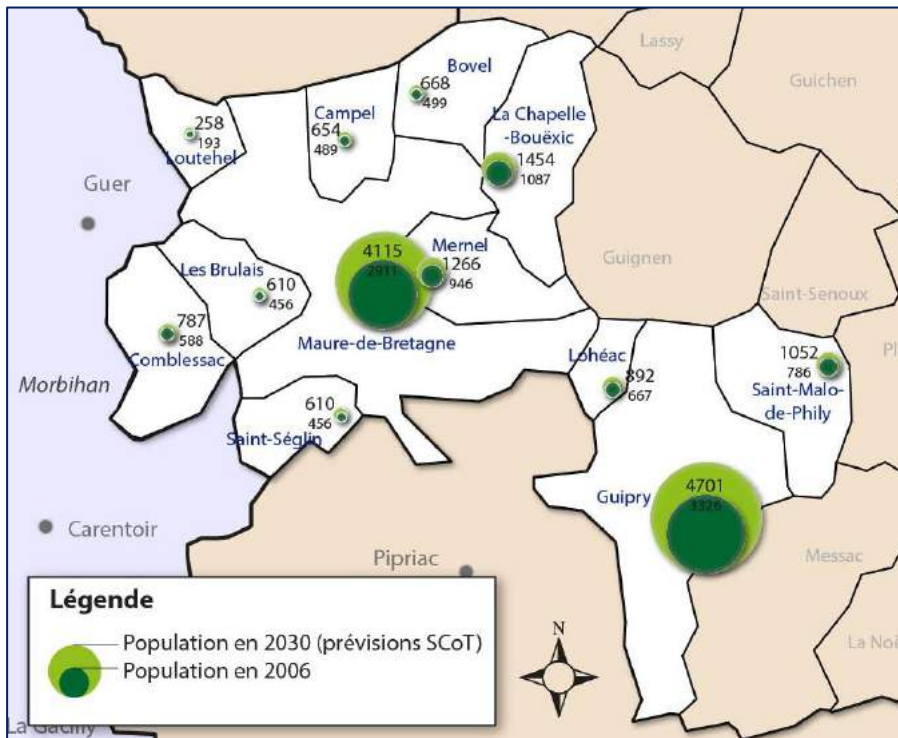 Lassy
Guichen
Bovel
668
499
La Chapelle
-Bouëxic
1454
1087
Campel
654
489
258
193
Loutehel
Guer
Guignen
Saint-Senoux
Mernel
1266
946
4115
2911
Maure-de-Bretagne
Les Brulais
610
456
787
588
Comblessac
Morbihan
Lohéac
892
667
1052
786
Saint-Malo-
de-Phily
610
456
Saint-Séglin
Guipry
4701
3326
Carentoir
Pipriac
Messac
La Noë
La Gacilly
Légende
Population en 2030 (prévisions SCoT)
Population en 2006
N